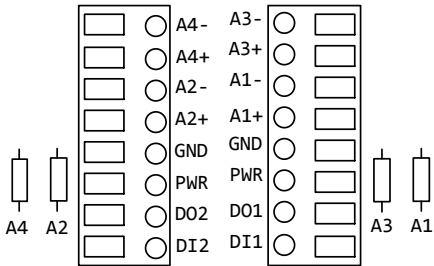 A4- A3-
A4+ A3+
A2- A1-
A2+ A1+
GND GND
PWR PWR
DO2 DO1
DI2 DI1
A4 A2 A3 A1